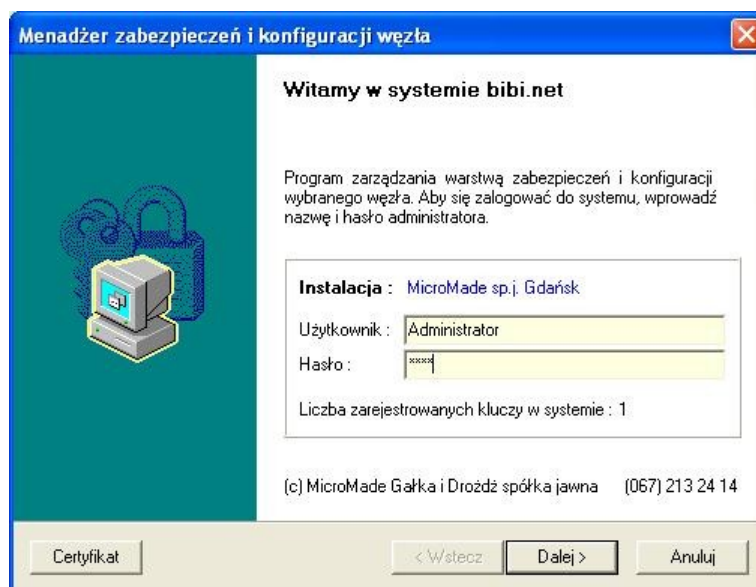 Menadżer zabezpieczeń i konfiguracji węzła
Witamy w systemie bibi.net
Program zarządzania warstwą zabezpieczeń i konfiguracji
wybranego węzła. Aby się zalogować do systemu, wprowadź
nazwę i hasło administratora.
Instalacja : MicroMade sp.j. Gdańsk
Użytkownik : Administrator
Hasło : ****
Liczba zarejestrowanych kluczy w systemie : 1
(c) MicroMade Gałka i Drożdż spółka jawna (067) 213 24 14
Certyfikat < Wstecz Dalej > Anuluj